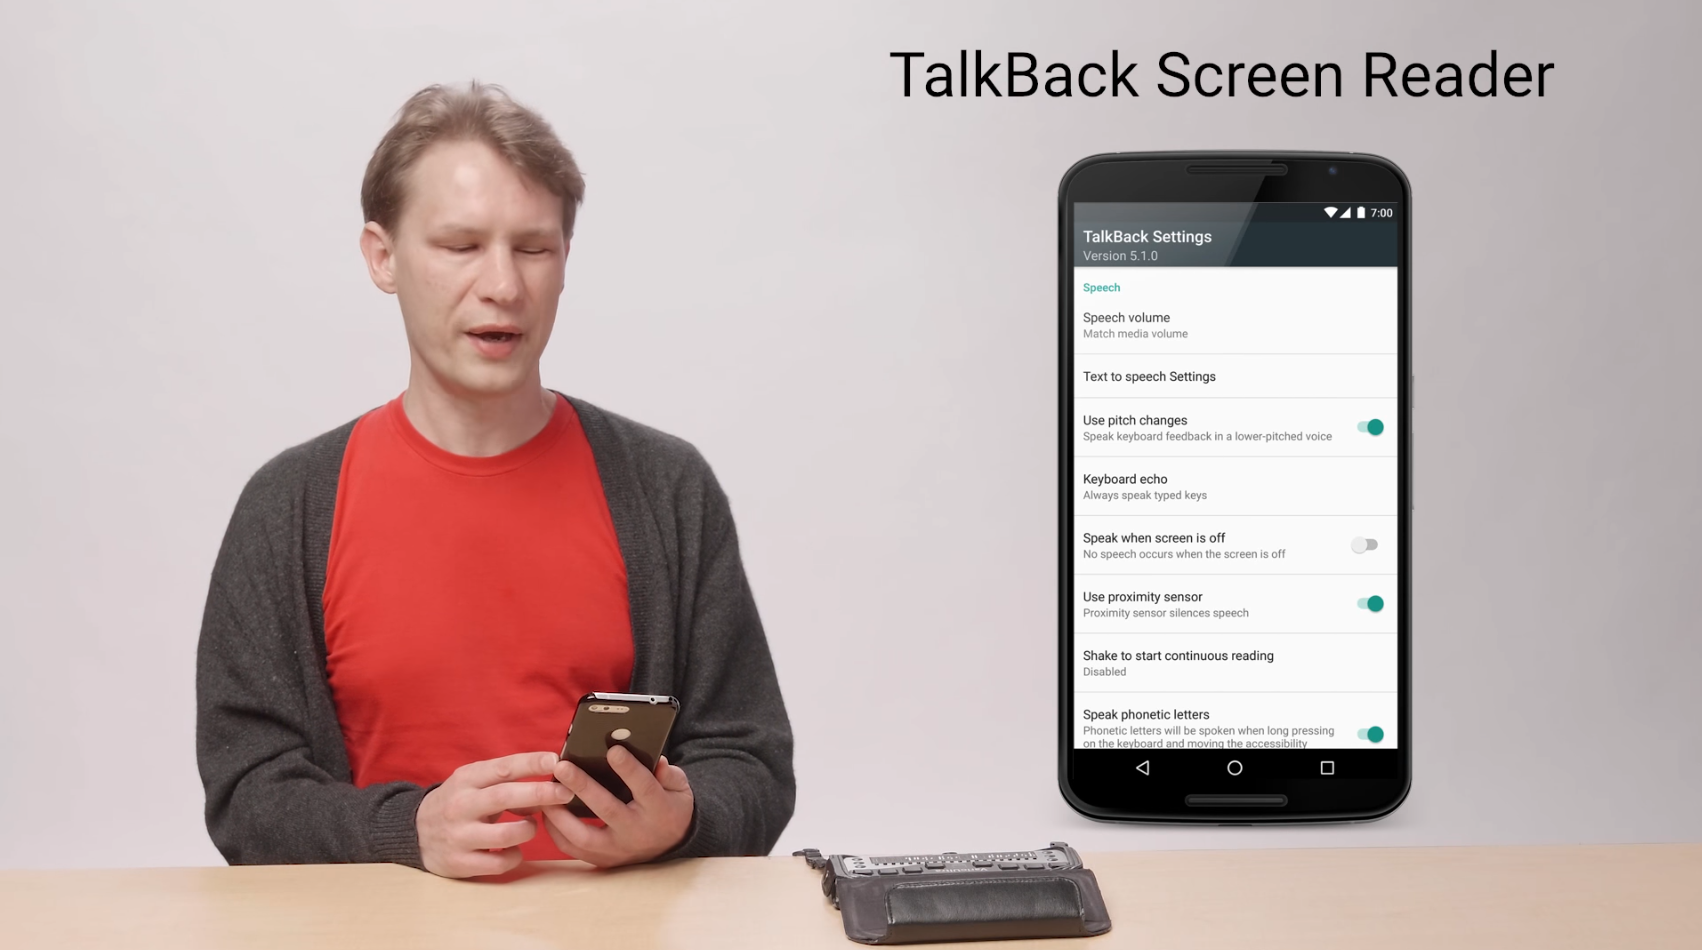 TalkBack Screen Reader
7:00
TalkBack Settings
Version 5.1.0
Speech
Speech volume
Match media volume
Text to speech Settings
Use pitch changes
Speak keyboard feedback in a lower-pitched voice
Keyboard echo
Always speak typed keys
Speak when screen is off
No speech occurs when the screen is off
Use proximity sensor
Proximity sensor silences speech
Shake to start continuous reading
Disabled
Speak phonetic letters
Phonetic letters will be spoken when long pressing
on the keyboard and moving the accessibility